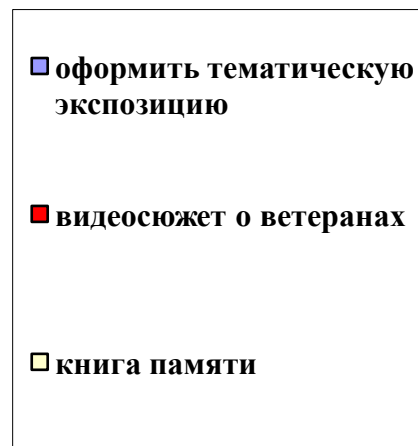 оформить тематическую
экспозицию
видеосюжет о ветеранах
книга памяти